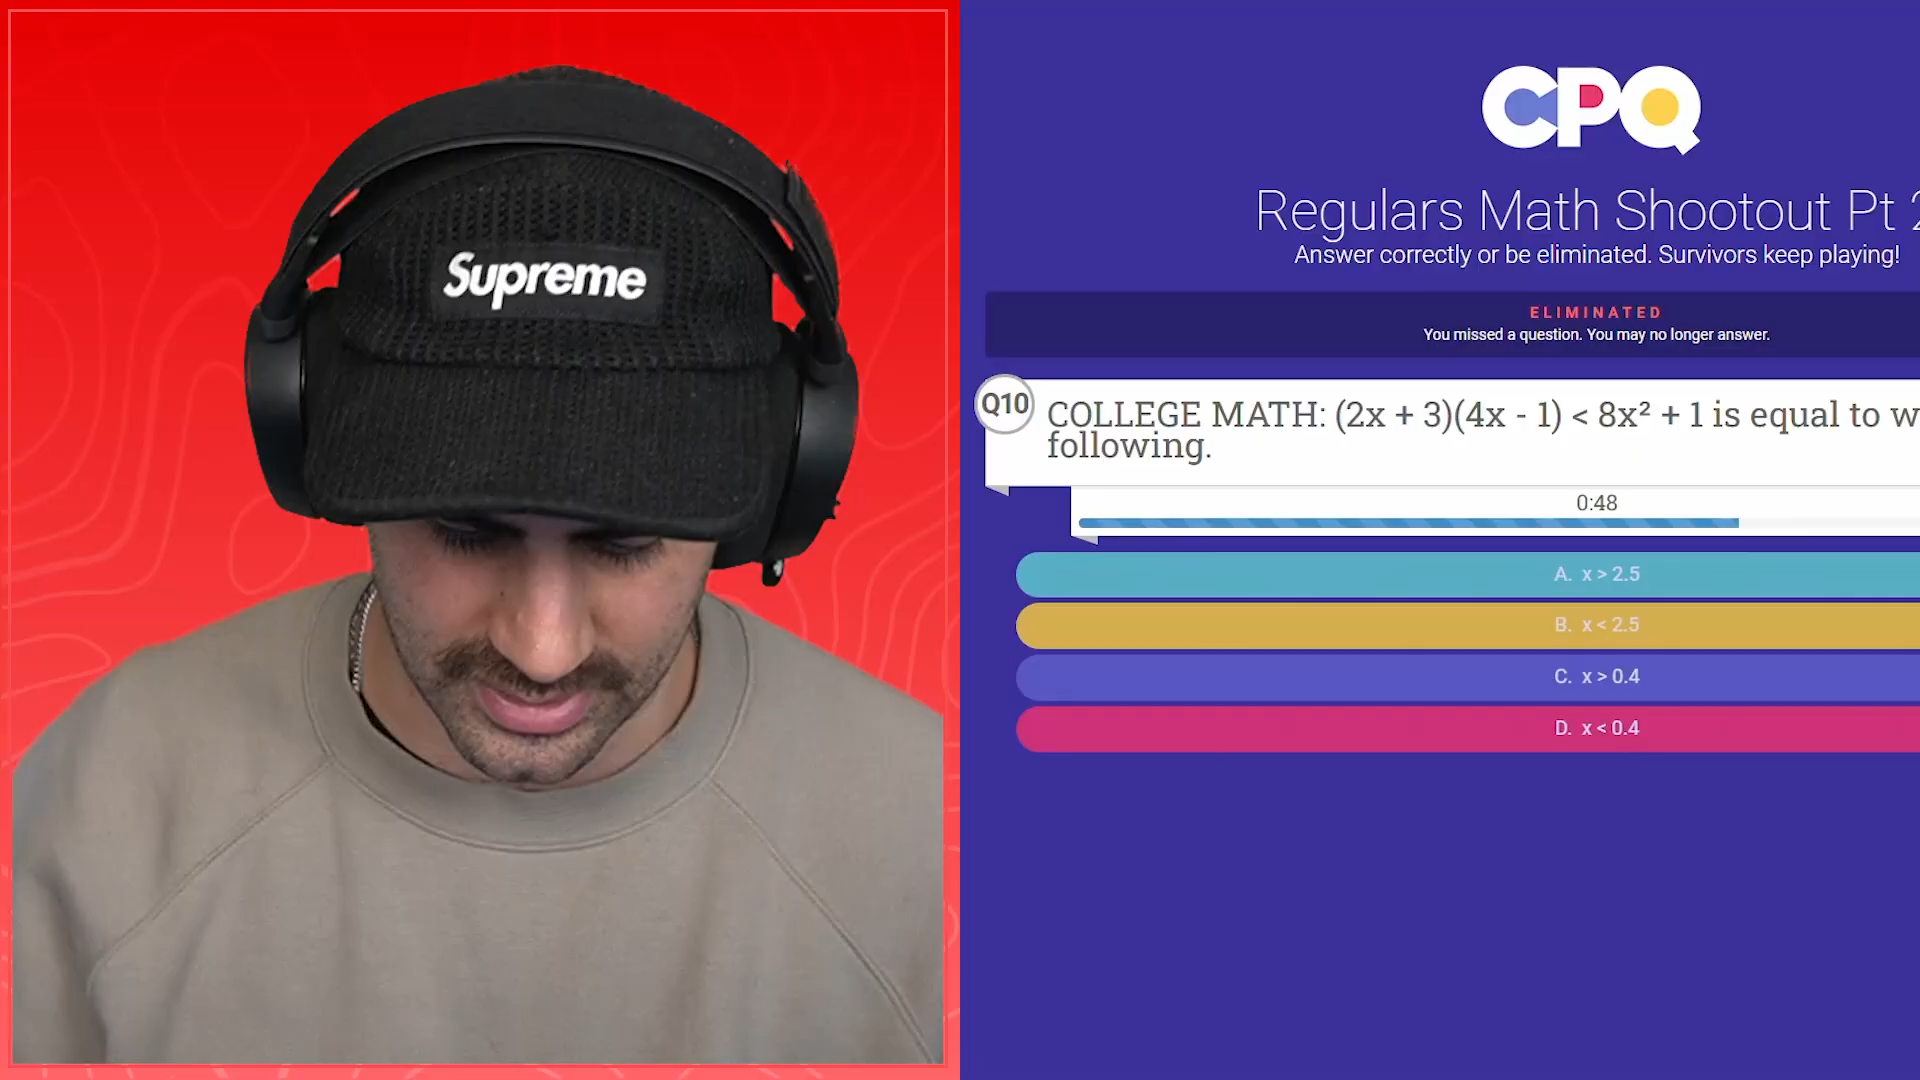 Supreme
CPQ
Regulars Math Shootout Pt
Answer correctly or be eliminated. Survivors keep playing!
ELIMINATED
You missed a question. You may no longer answer.
Q10
COLLEGE MATH: (2x + 3)(4x - 1) < 8x² + 1 is equal to
following.
0:48
A. x > 2.5
B. x < 2.5
C. x > 0.4
D. x < 0.4